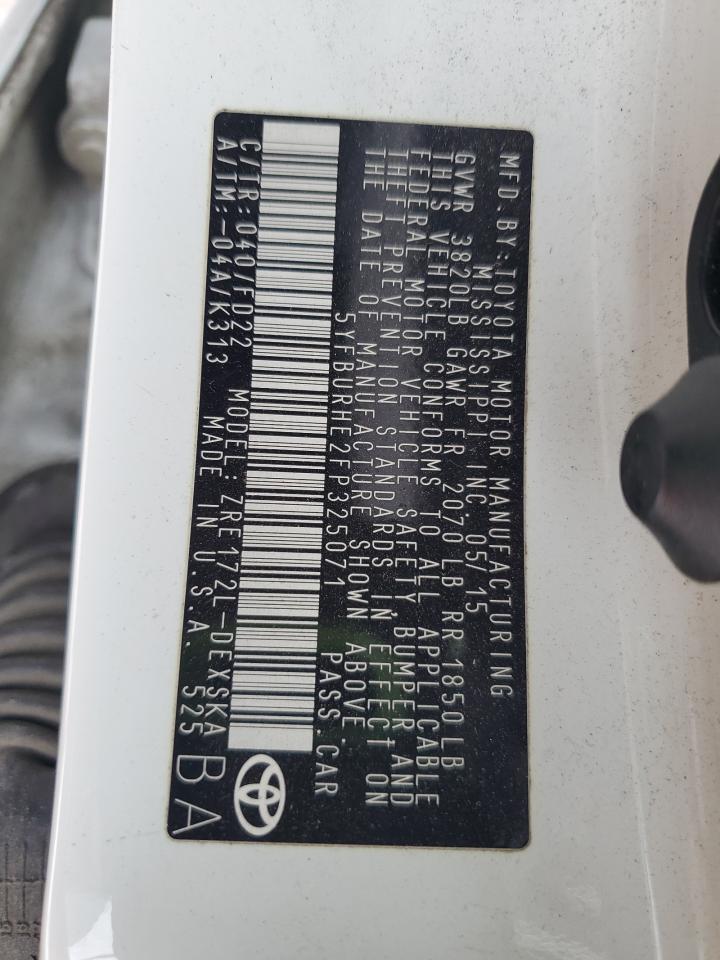 MFD.BY:TOYOTA MOTOR MANUFACTURING
MISSISSIPPI INC.05/15
GVWR 3820LB GAWR FR 2070 LB RR 1850LB
THIS VEHICLE CONFORMS TO ALL APPLICABLE
FEDERAL MOTOR VEHICLE SAFETY, BUMPER AND
THEFT PREVENTION STANDARDS IN EFFECT ON
THE DATE OF MANUFACTURE SHOWN ABOVE.
5YFBURHE2FP325071 PASS.CAR
C/TR:040/FD22 MODEL:ZRE172L-DEXSKA
A/TM:-04A/K313 MADE IN U.S.A. 525
BA